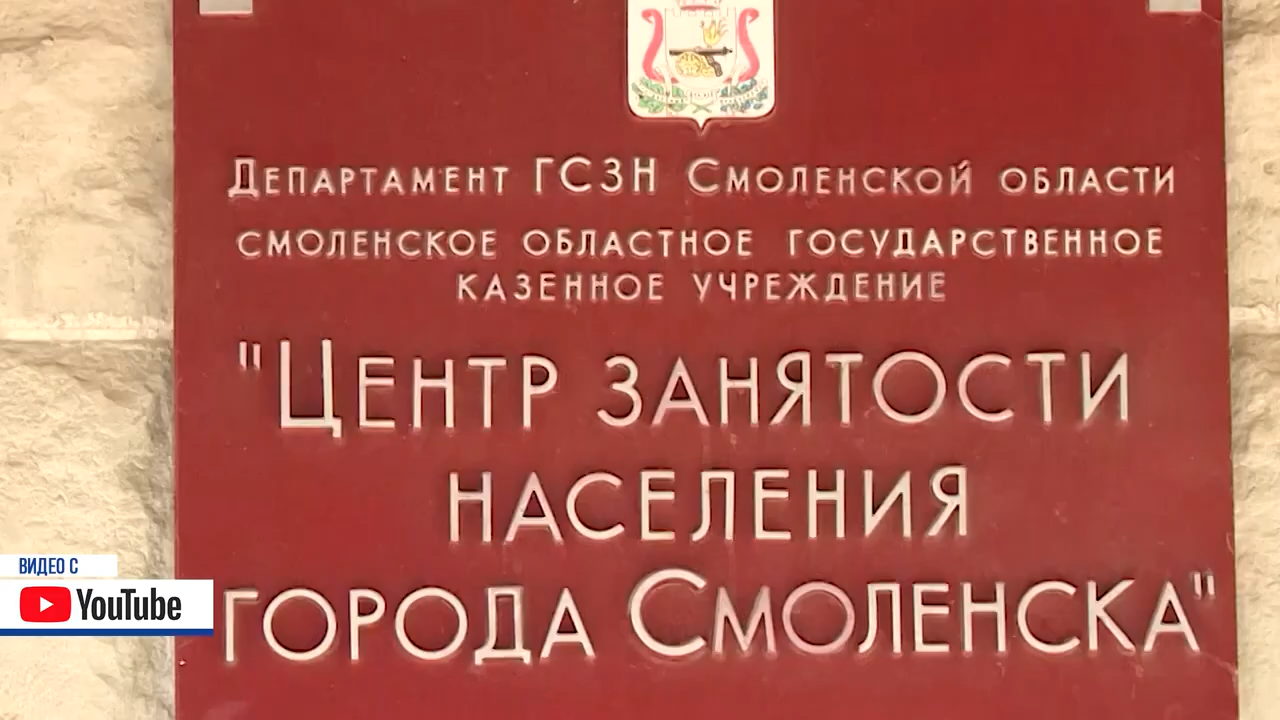 Департамент ГСЗН Смоленской области
СМОЛЕНСКОЕ ОБЛАСТНОЕ ГОСУДАРСТВЕННОЕ
КАЗЕННОЕ УЧРЕЖДЕНИЕ
"Центр занятости
населения
города Смоленска"
ВИДЕО С
YouTube